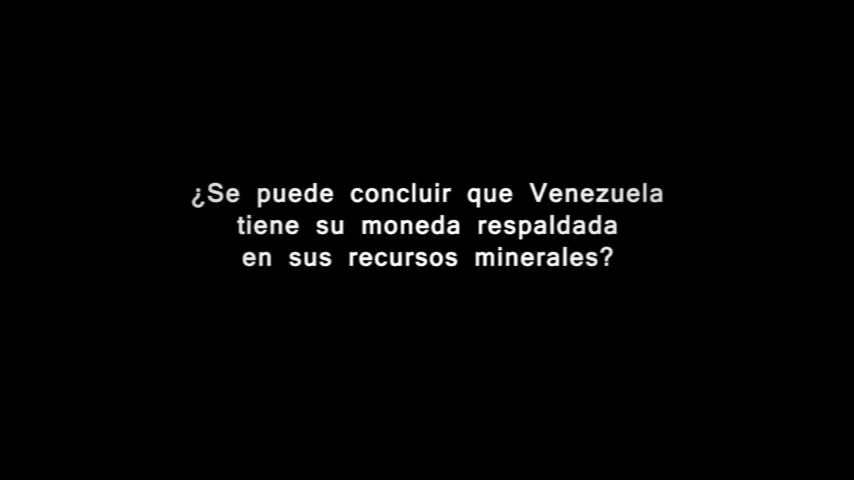 ¿Se puede concluir que Venezuela
tiene su moneda respaldada
en sus recursos minerales?